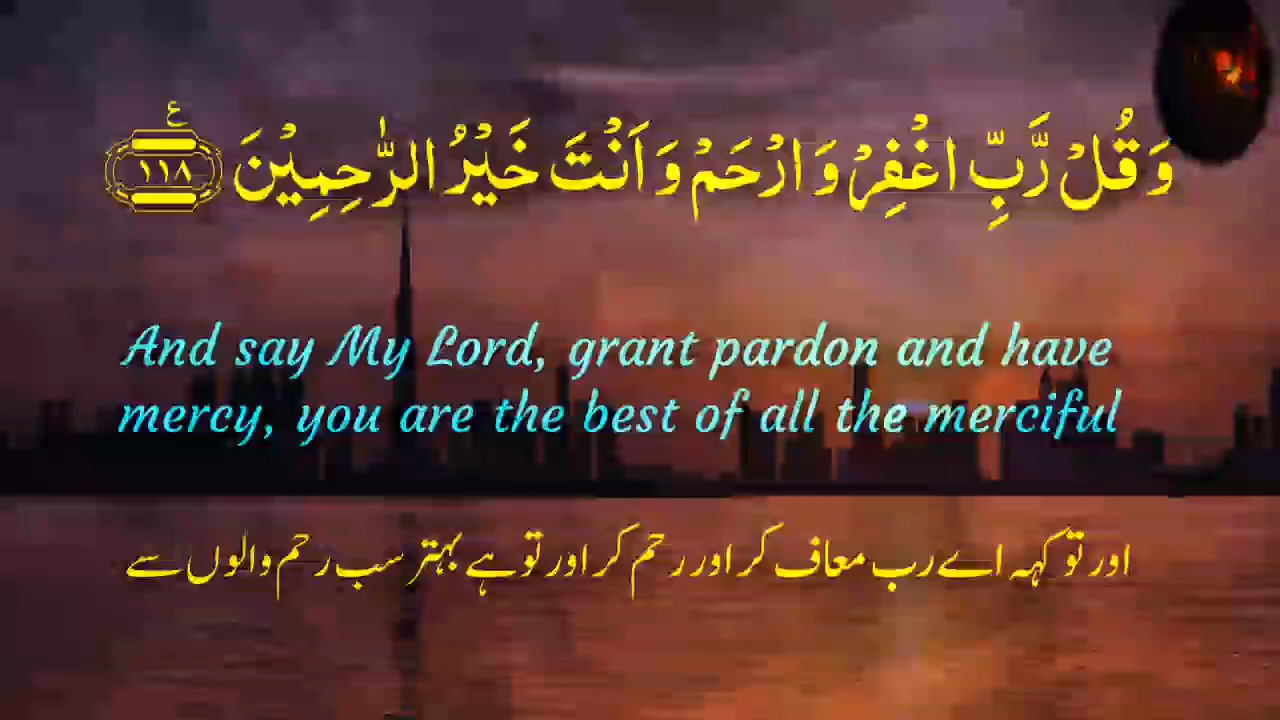 وَقُلْ رَّبِّ اغْفِرْ وَارْحَمْ وَاَنْتَ خَيْرُ الرّٰحِمِيْنَ ۝١١٨ ع
And say My Lord, grant pardon and have
mercy, you are the best of all the merciful
اور تو کہہ اے رب معاف کر اور رحم کر اور تو ہے بہتر سب رحم والوں سے